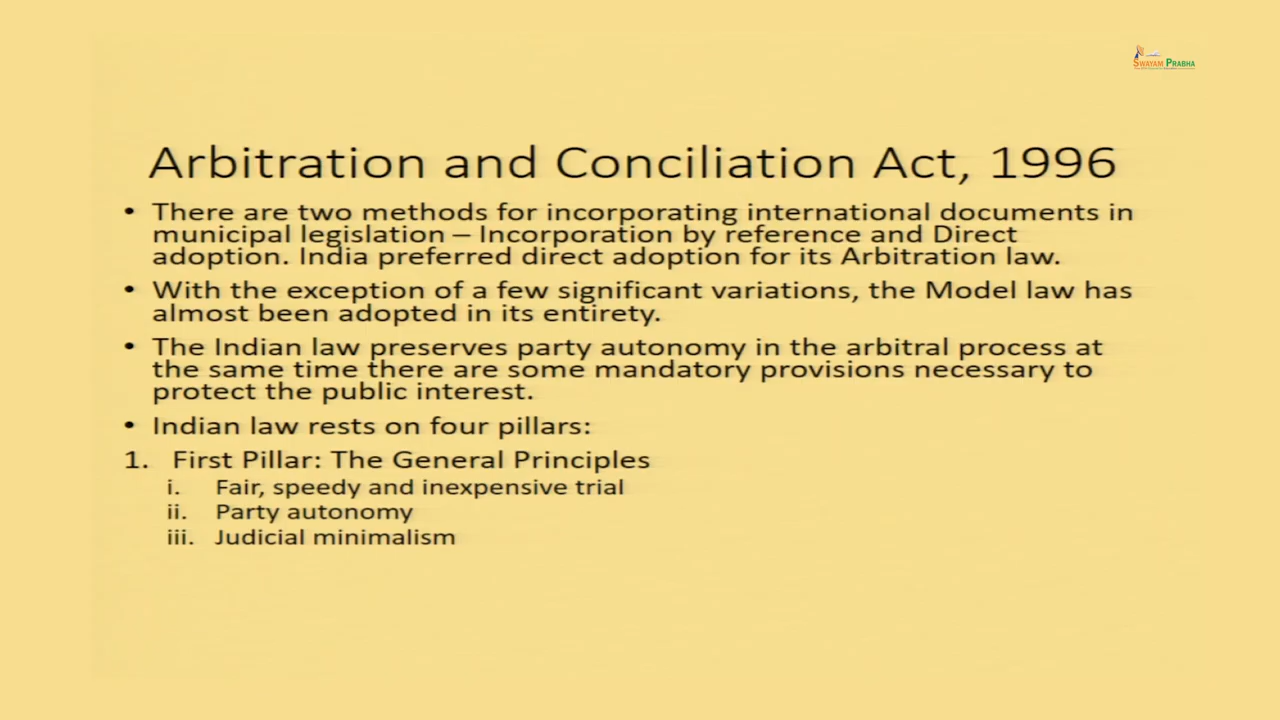 SWAYAM PRABHA
Arbitration and Conciliation Act, 1996
• There are two methods for incorporating international documents in
municipal legislation – Incorporation by reference and Direct
adoption. India preferred direct adoption for its Arbitration law.
• With the exception of a few significant variations, the Model law has
almost been adopted in its entirety.
• The Indian law preserves party autonomy in the arbitral process at
the same time there are some mandatory provisions necessary to
protect the public interest.
• Indian law rests on four pillars:
1. First Pillar: The General Principles
i. Fair, speedy and inexpensive trial
ii. Party autonomy
iii. Judicial minimalism